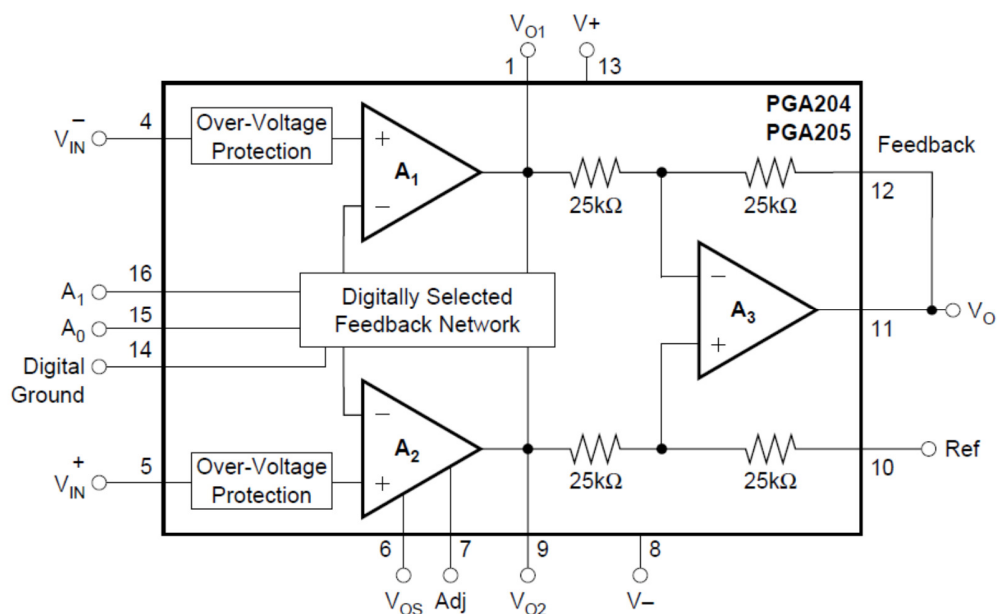 VO1 V+
1 13
PGA204
PGA205
V−IN 4 Over-Voltage
Protection
+
A1
−
Feedback
12
25kΩ 25kΩ
A1 16
A0 15
Digital
Ground
14
Digitally Selected
Feedback Network
−
A3
+
11 VO
−
A2
+
V+IN 5 Over-Voltage
Protection
25kΩ 25kΩ
10 Ref
6 7 9 8
VOS Adj VO2 V–